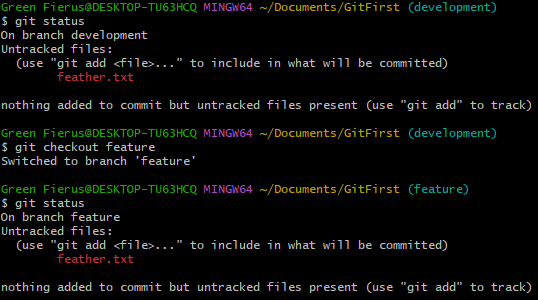 Green Fierus@DESKTOP-TU63HCQ MINGW64 ~/Documents/GitFirst (development)
$ git status
On branch development
Untracked files:
  (use "git add <file>..." to include in what will be committed)
        feather.txt

nothing added to commit but untracked files present (use "git add" to track)

Green Fierus@DESKTOP-TU63HCQ MINGW64 ~/Documents/GitFirst (development)
$ git checkout feature
Switched to branch 'feature'

Green Fierus@DESKTOP-TU63HCQ MINGW64 ~/Documents/GitFirst (feature)
$ git status
On branch feature
Untracked files:
  (use "git add <file>..." to include in what will be committed)
        feather.txt

nothing added to commit but untracked files present (use "git add" to track)